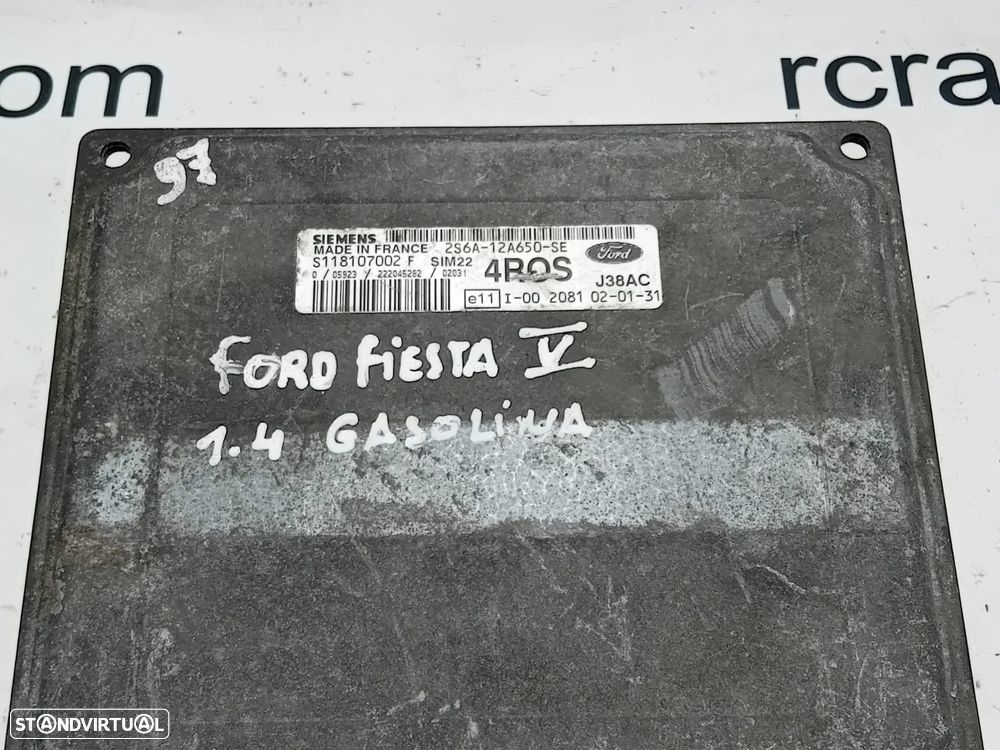 om
rcra
97
SIEMENS
MADE IN FRANCE 2S6A-12A650-SE
S118107002 F SIM22 4ROS Ford
0 / 05923 / 222045282 / 02031 J38AC
e11 I-00 2081 02-01-31
FORD FIESTA V
1.4 GASOLINA
STANDVIRTUAL